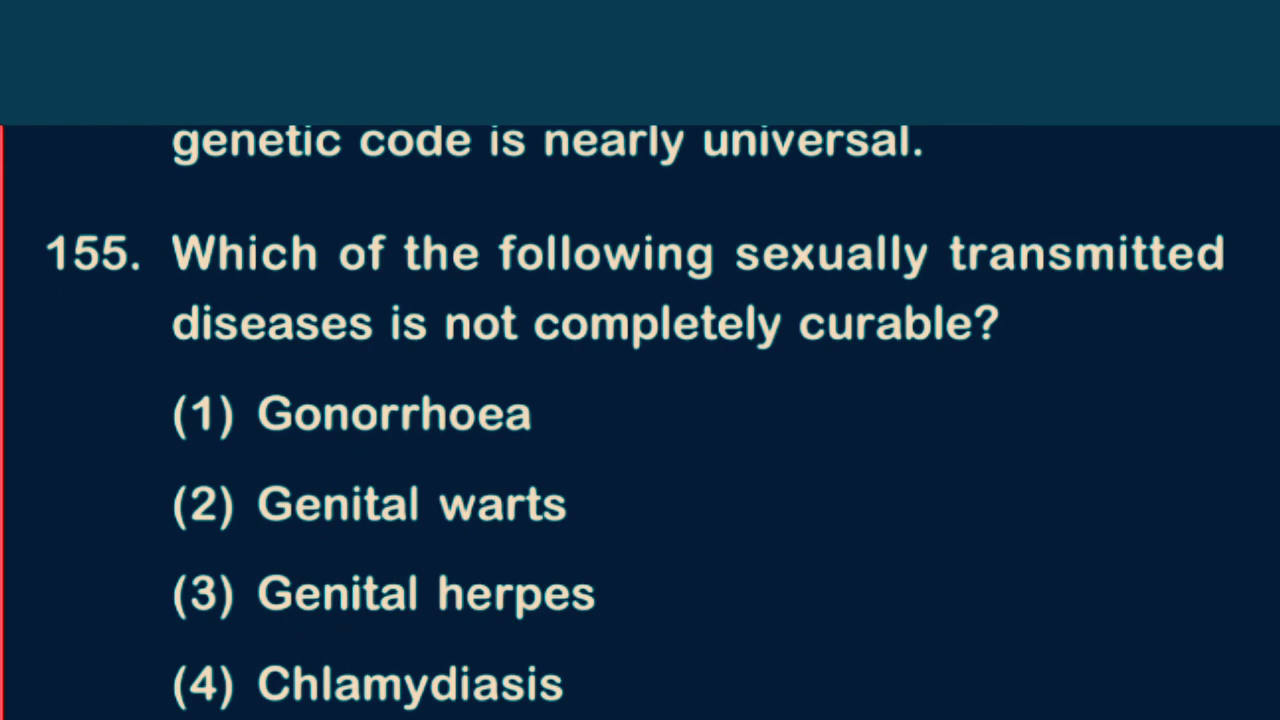 genetic code is nearly universal.
155. Which of the following sexually transmitted
diseases is not completely curable?
(1) Gonorrhoea
(2) Genital warts
(3) Genital herpes
(4) Chlamydiasis